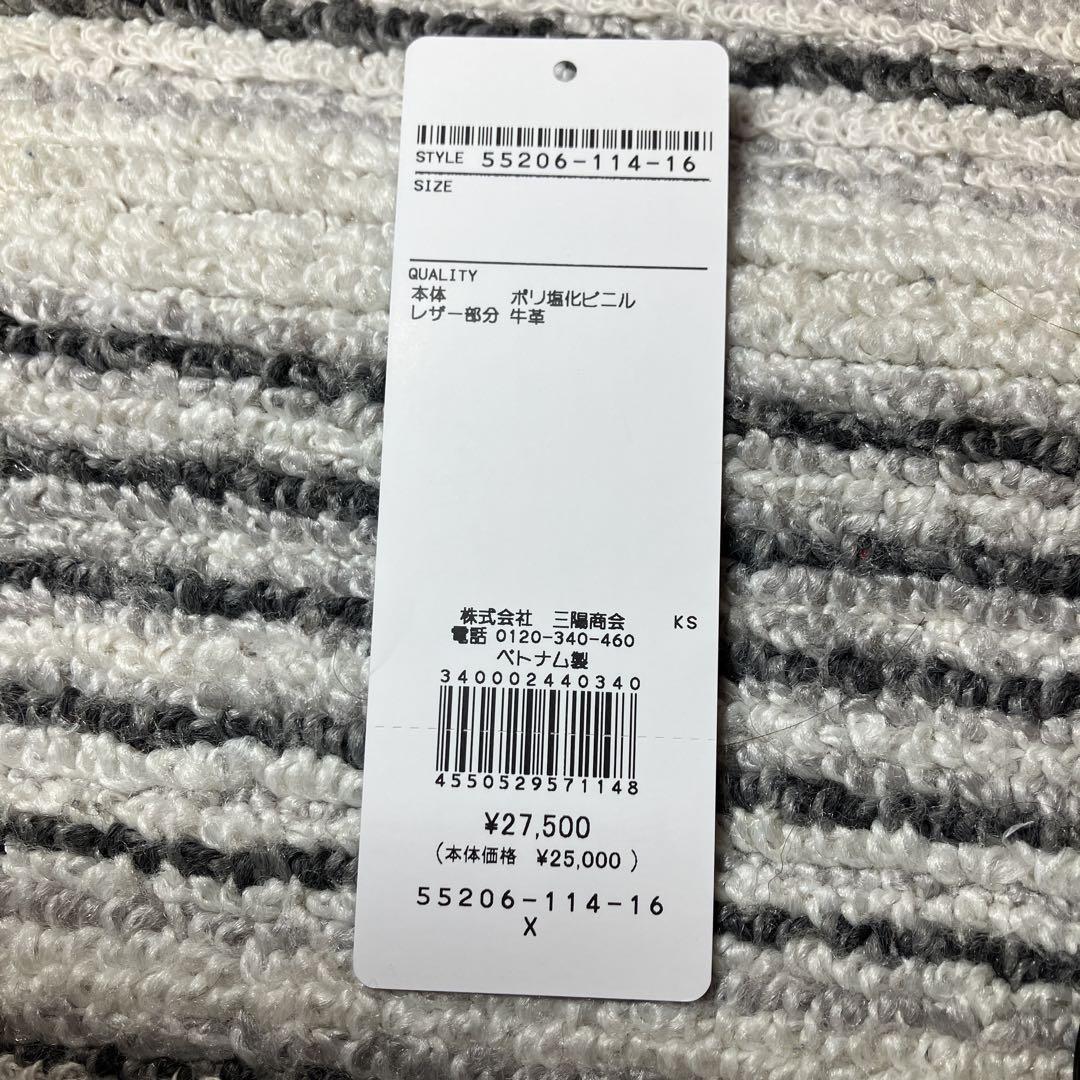 STYLE 55206-114-16
SIZE
QUALITY
本体 ポリ塩化ビニル
レザー部分 牛革
株式会社 三陽商会 KS
電話 0120-340-460
ベトナム製
340002440340
4550529571148
¥27,500
(本体価格 ¥25,000 )
55206-114-16
X